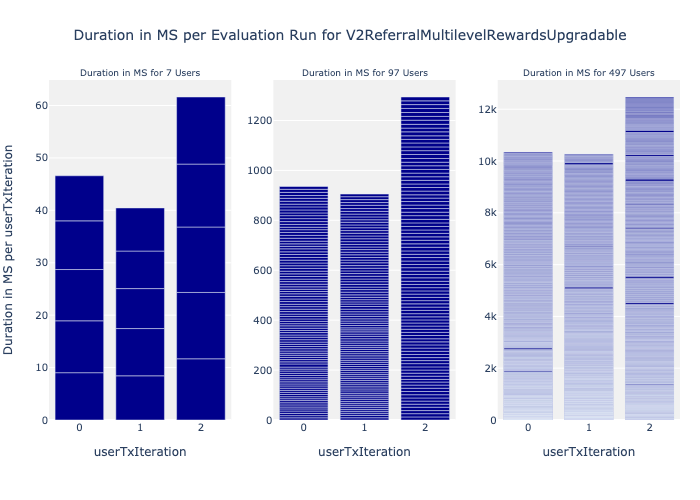 Duration in MS per Evaluation Run for V2ReferralMultilevelRewardsUpgradable
Duration in MS for 7 Users
Duration in MS for 97 Users
Duration in MS for 497 Users
Duration in MS per userTxIteration
60
50
40
30
20
10
0
0 1 2
userTxIteration
1200
1000
800
600
400
200
0
0 1 2
userTxIteration
12k
10k
8k
6k
4k
2k
0
0 1 2
userTxIteration